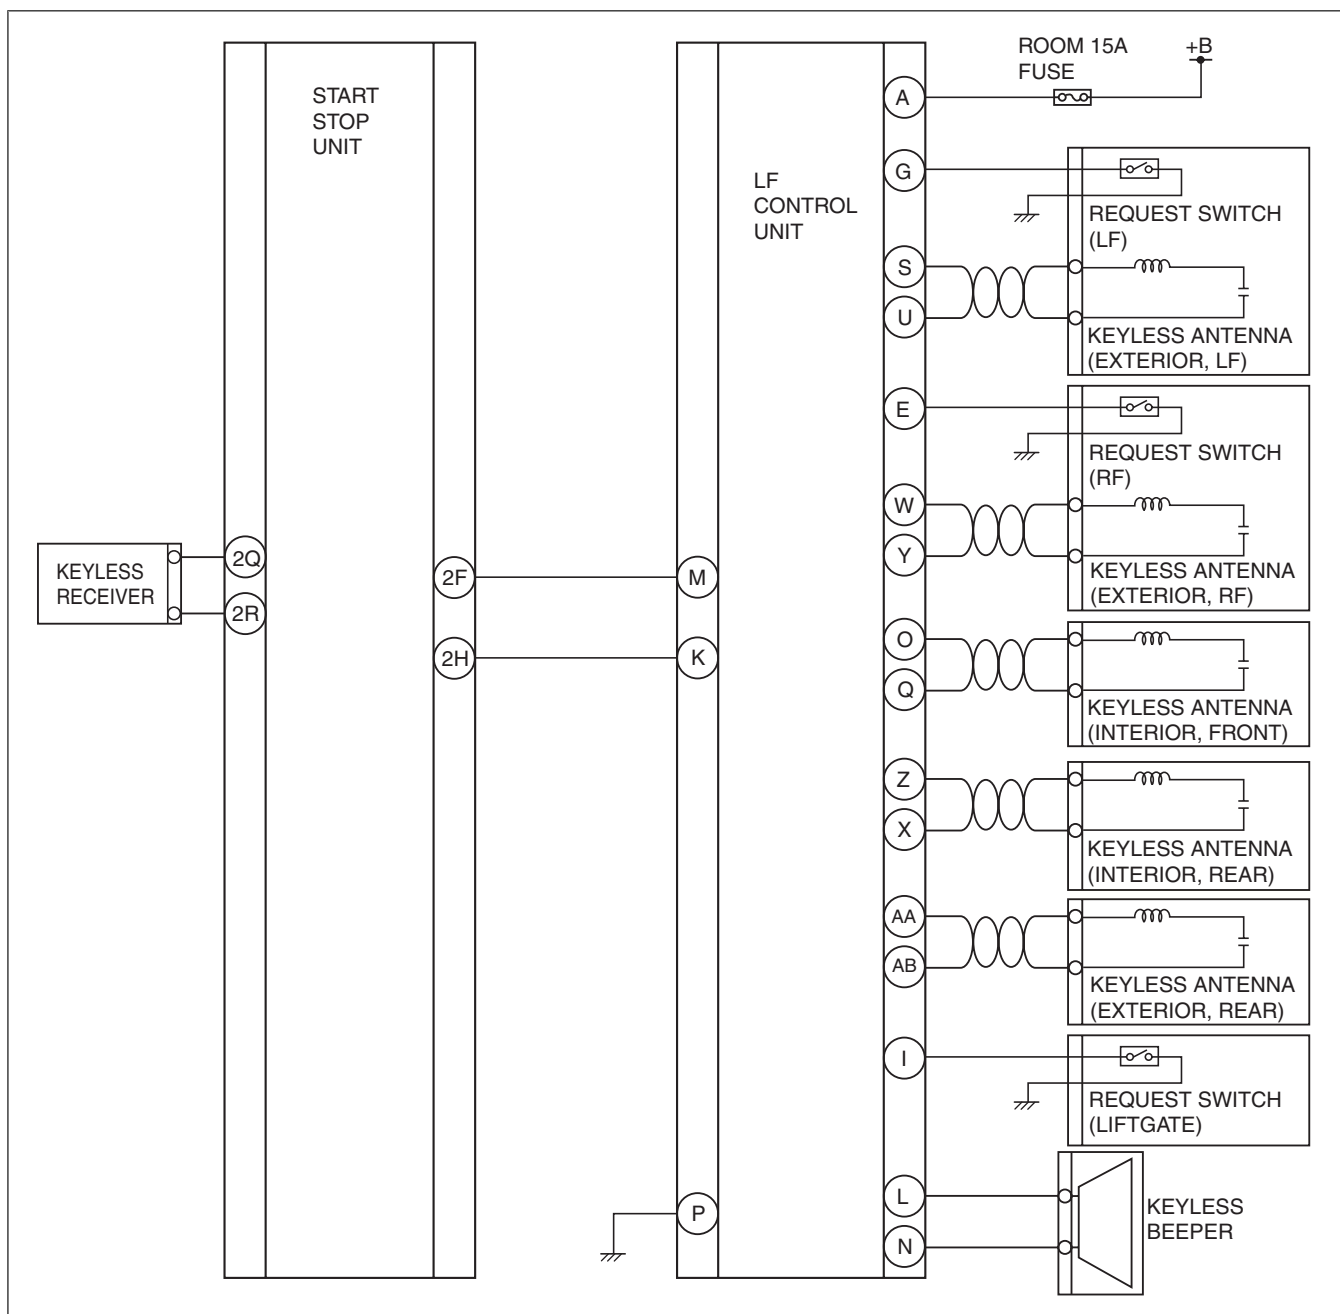 START
STOP
UNIT
LF
CONTROL
UNIT
ROOM 15A
FUSE
+B
A
G
REQUEST SWITCH
(LF)
S
U
KEYLESS ANTENNA
(EXTERIOR, LF)
E
REQUEST SWITCH
(RF)
W
Y
KEYLESS ANTENNA
(EXTERIOR, RF)
KEYLESS
RECEIVER
2Q
2R
2F
2H
M
K
O
Q
KEYLESS ANTENNA
(INTERIOR, FRONT)
Z
X
KEYLESS ANTENNA
(INTERIOR, REAR)
AA
AB
KEYLESS ANTENNA
(EXTERIOR, REAR)
I
REQUEST SWITCH
(LIFTGATE)
P
L
N
KEYLESS
BEEPER